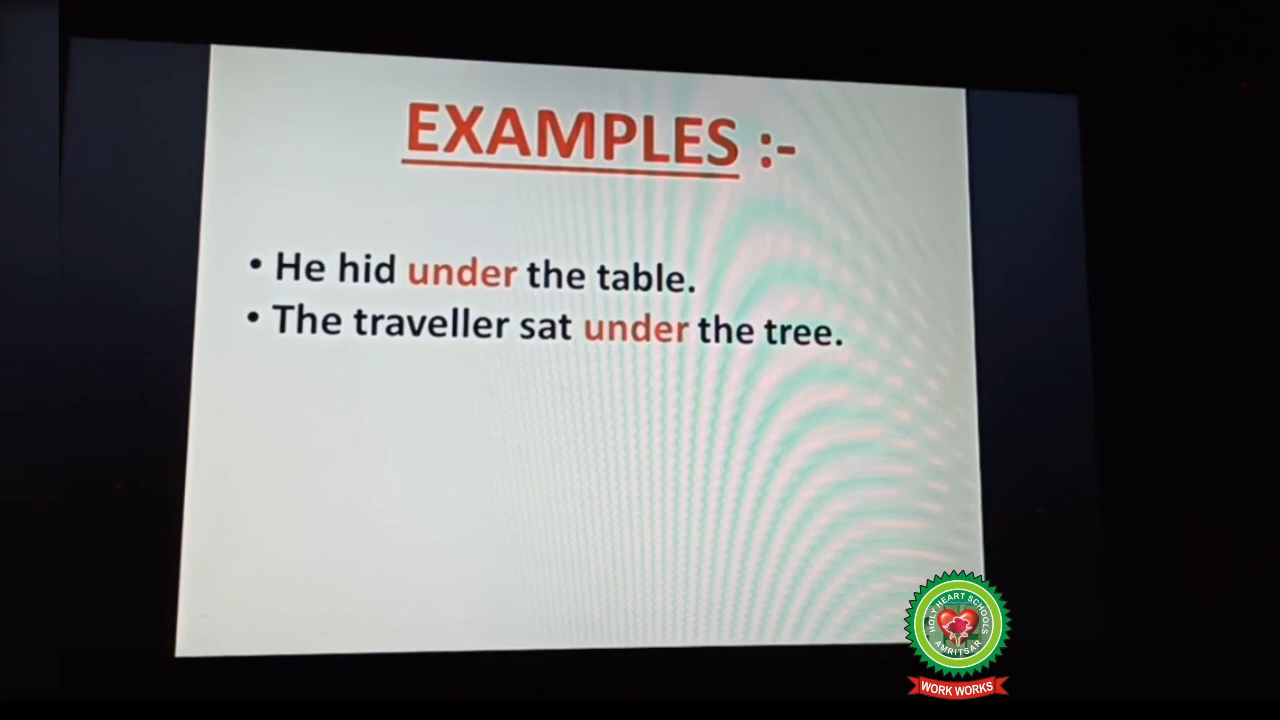 EXAMPLES :-
• He hid under the table.
• The traveller sat under the tree.
HOLY HEART SCHOOLS
AMRITSAR
WORK WORKS